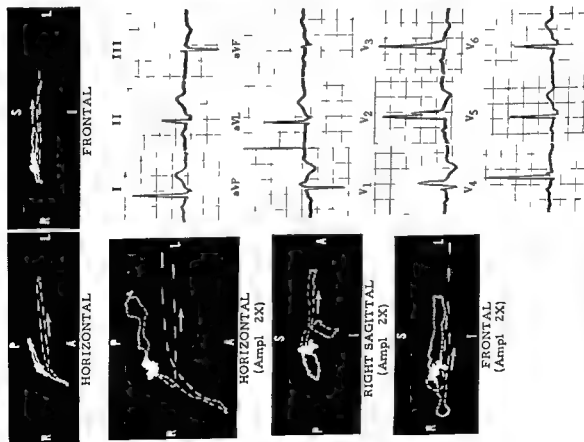 P
R
L
A
HORIZONTAL
S
R
L
I
FRONTAL
P
R
L
A
HORIZONTAL
(Ampl 2X)
S
P
A
I
RIGHT SAGITTAL
(Ampl 2X)
S
R
L
I
FRONTAL
(Ampl 2X)
I II III
aVR aVL aVF
V1 V2 V3
V4 V5 V6